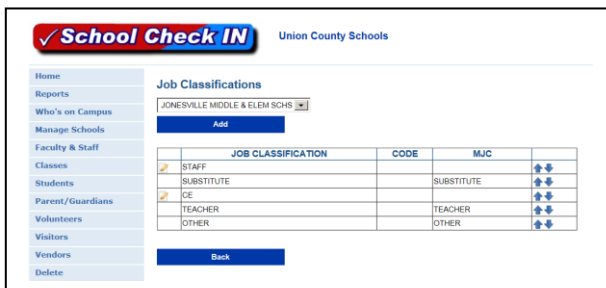 School Check IN
Union County Schools
Home
Reports
Who's on Campus
Manage Schools
Faculty & Staff
Classes
Students
Parent/Guardians
Volunteers
Visitors
Vendors
Delete
Job Classifications
JONESVILLE MIDDLE & ELEM SCHS
Add
JOB CLASSIFICATION CODE MJC
STAFF
SUBSTITUTE SUBSTITUTE
CE
TEACHER TEACHER
OTHER OTHER
Back